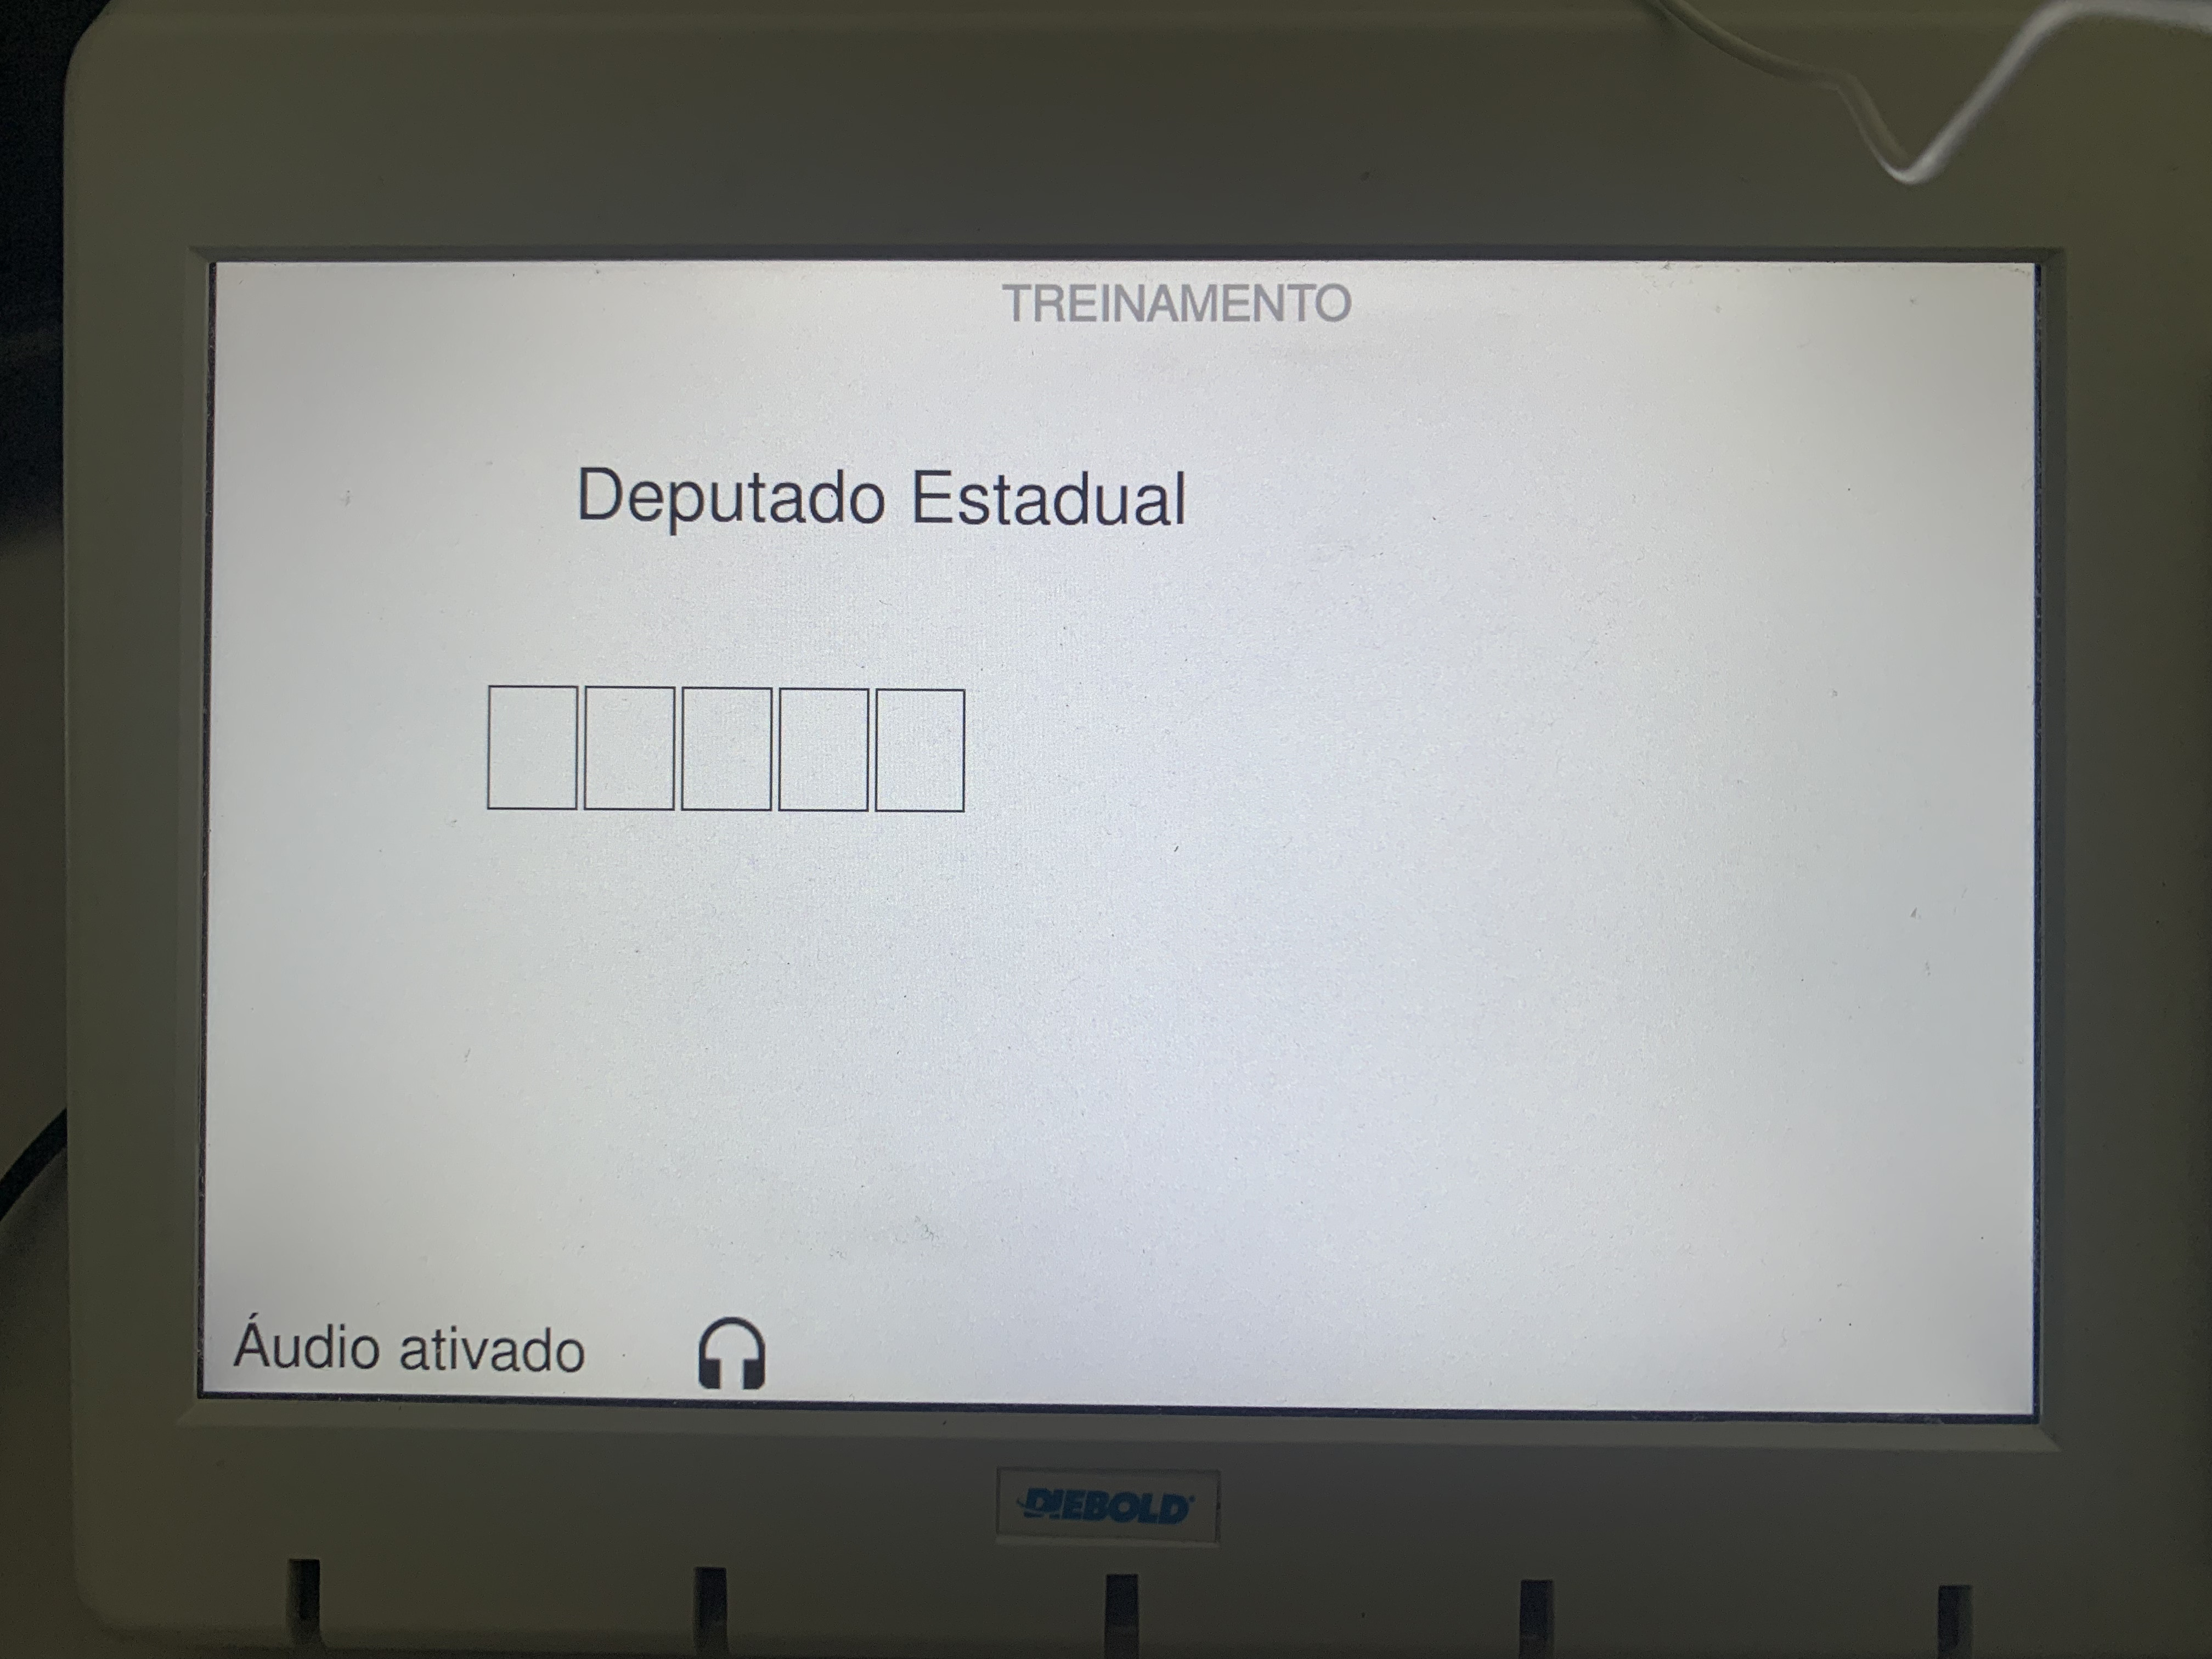 TREINAMENTO
Deputado Estadual
Áudio ativado
DIEBOLD